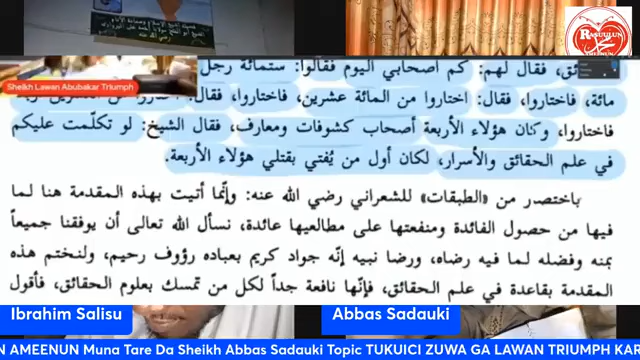 RASUULUN
Sheikh Lawan Abubakar Triumph
فقال لهم: كم أصحابي اليوم فقالوا: ستمائة رجل
مائة، فاختاروا، فقال: اختاروا من المائة عشرين، فاختاروا، فقال:
فاختاروا، وكان هؤلاء الأربعة أصحاب كشوفات ومعارف، فقال الشيخ: لو تكلّمت عليكم
في علم الحقائق والأسرار، لكان أول من يُفتي بقتلي هؤلاء الأربعة.
باختصر من «الطبقات» للشعراني رضي الله عنه: وإنّما أتيت بهذه المقدمة هنا لما
فيها من حصول الفائدة ومنفعتها على مطالعيها عائدة، نسأل الله تعالى أن يوفقنا جميعاً
بمنه وفضله لما فيه رضاه، ورضا نبيه إنّه جواد كريم بعباده رؤوف رحيم، ولنختم هذه
المقدمة بقاعدة في علم الحقائق، فإنّها نافعة جداً لكل من تمسك بعلوم الحقائق، فأقول
Ibrahim Salisu
Abbas Sadauki
N AMEENUN Muna Tare Da Sheikh Abbas Sadauki Topic TUKUICI ZUWA GA LAWAN TRIUMPH KAR